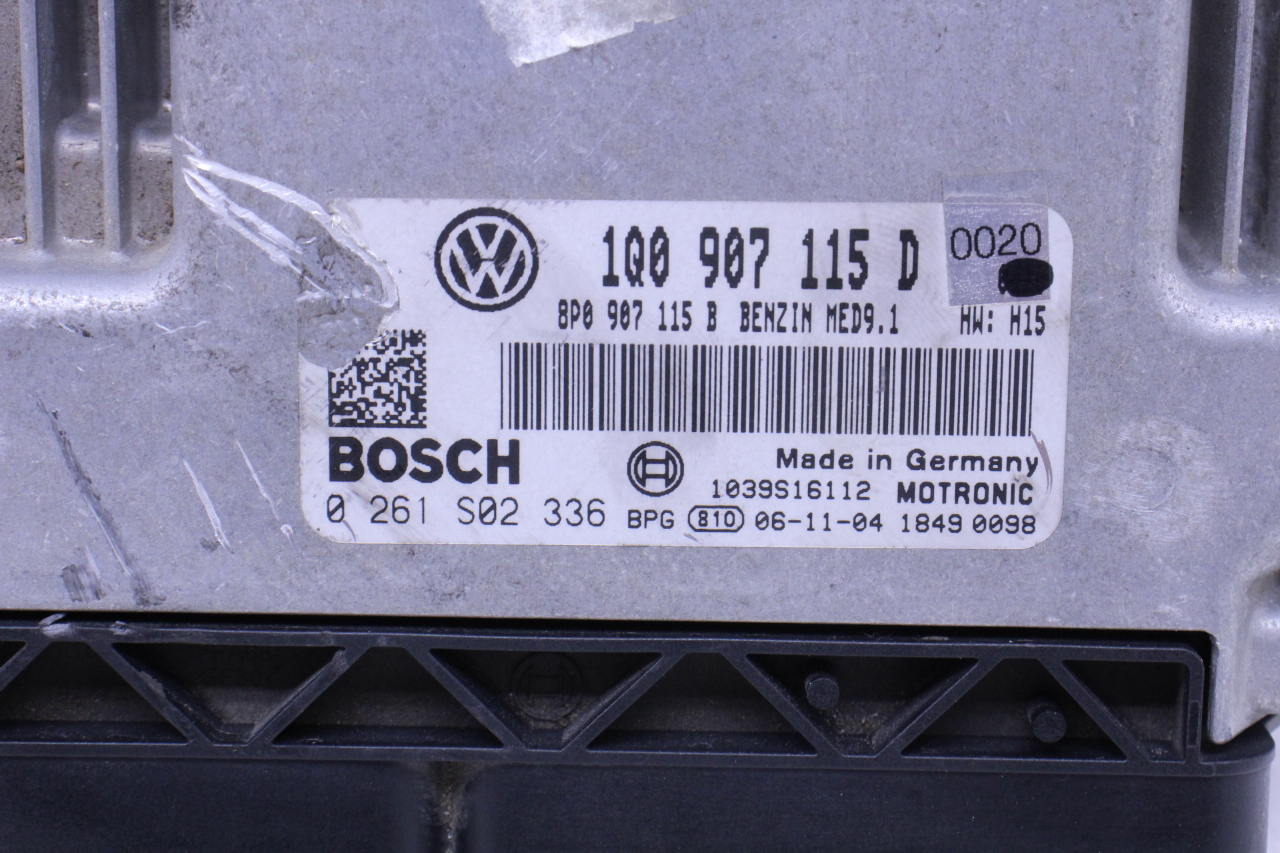 1Q0 907 115 D 0020
8P0 907 115 B BENZIN MED9.1 HW: H15
BOSCH
Made in Germany
1039S16112 MOTRONIC
0 261 S02 336 BPG 810 06-11-04 1849 0098